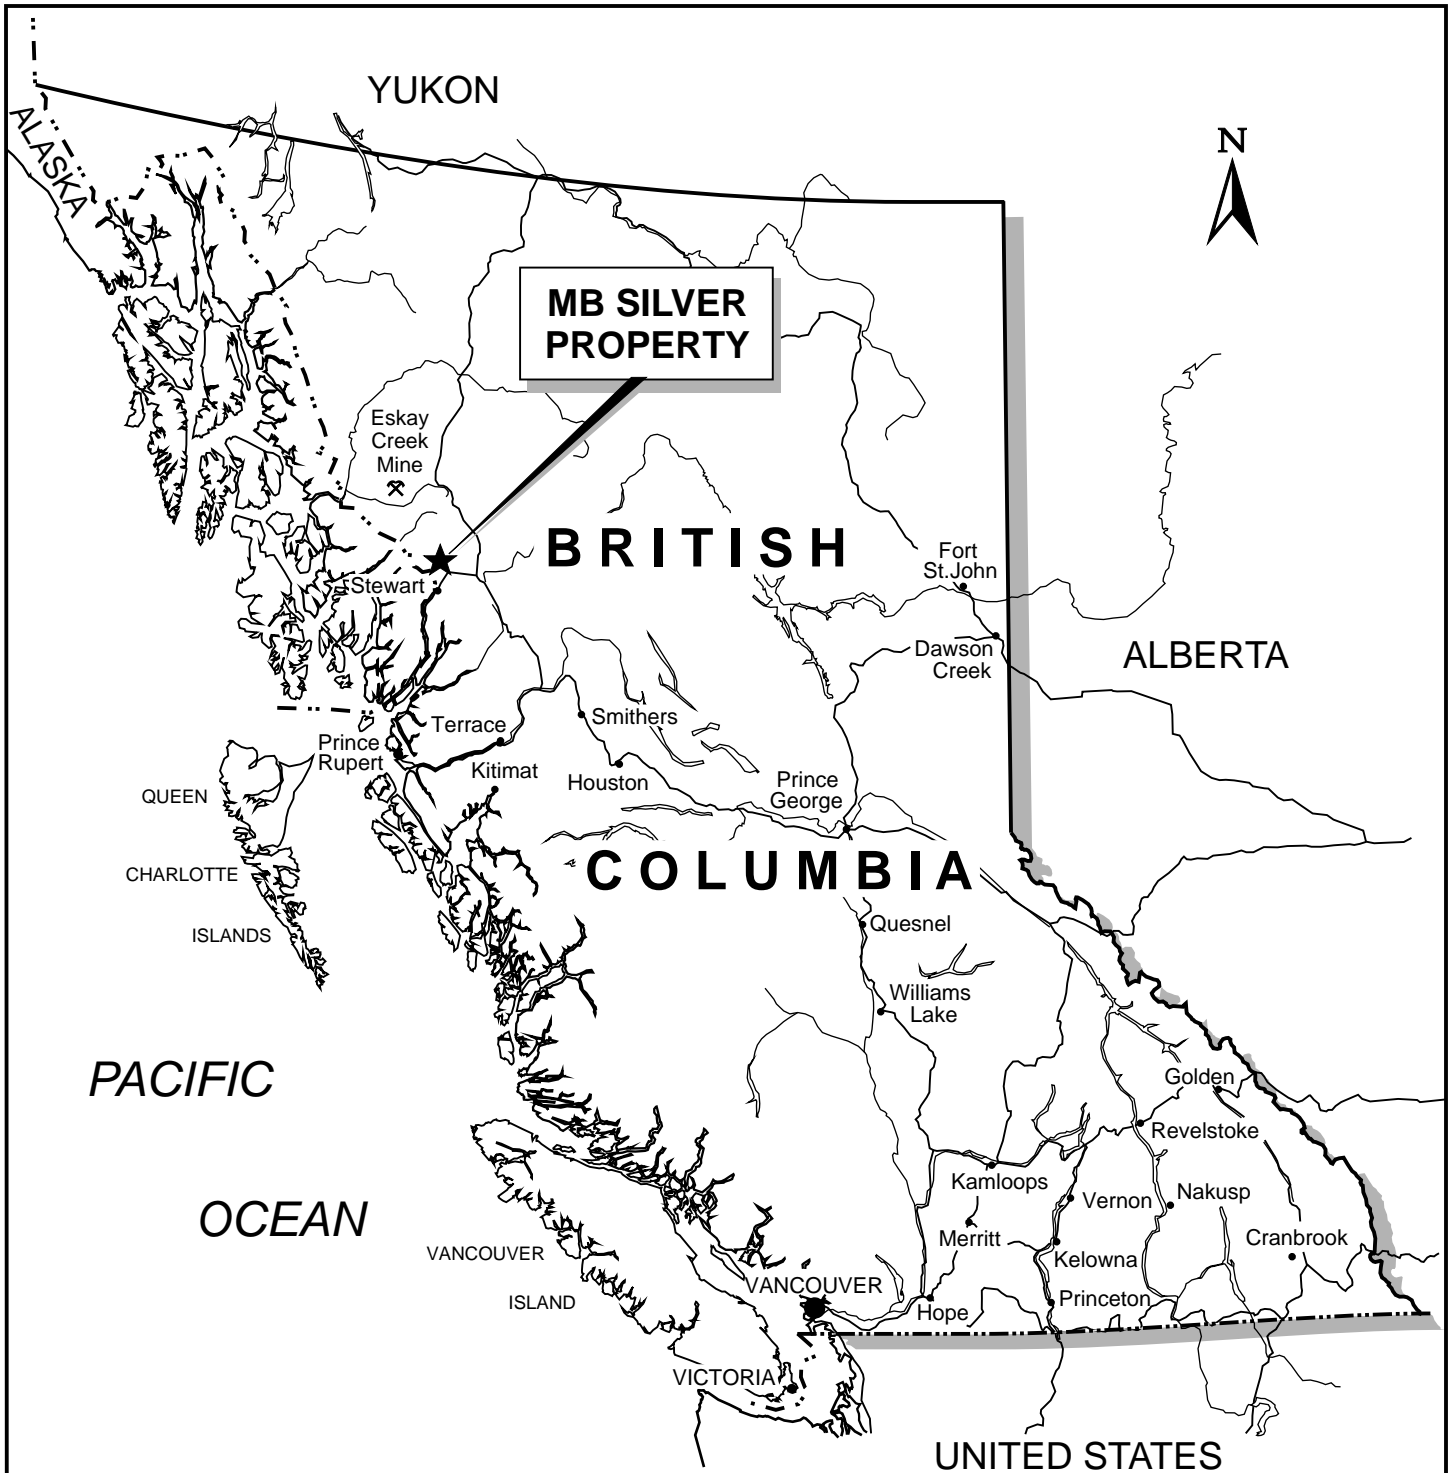 YUKON
ALASKA
N
MB SILVER
PROPERTY
Eskay
Creek
Mine
BRITISH
Fort
St.John
Stewart
Dawson
Creek
ALBERTA
Smithers
Terrace
Prince
Rupert
Kitimat
Houston
Prince
George
QUEEN
CHARLOTTE
ISLANDS
COLUMBIA
Quesnel
Williams
Lake
PACIFIC
OCEAN
Golden
Revelstoke
Kamloops
Vernon
Nakusp
Merritt
Kelowna
Cranbrook
VANCOUVER
ISLAND
VANCOUVER
Hope
Princeton
VICTORIA
UNITED STATES